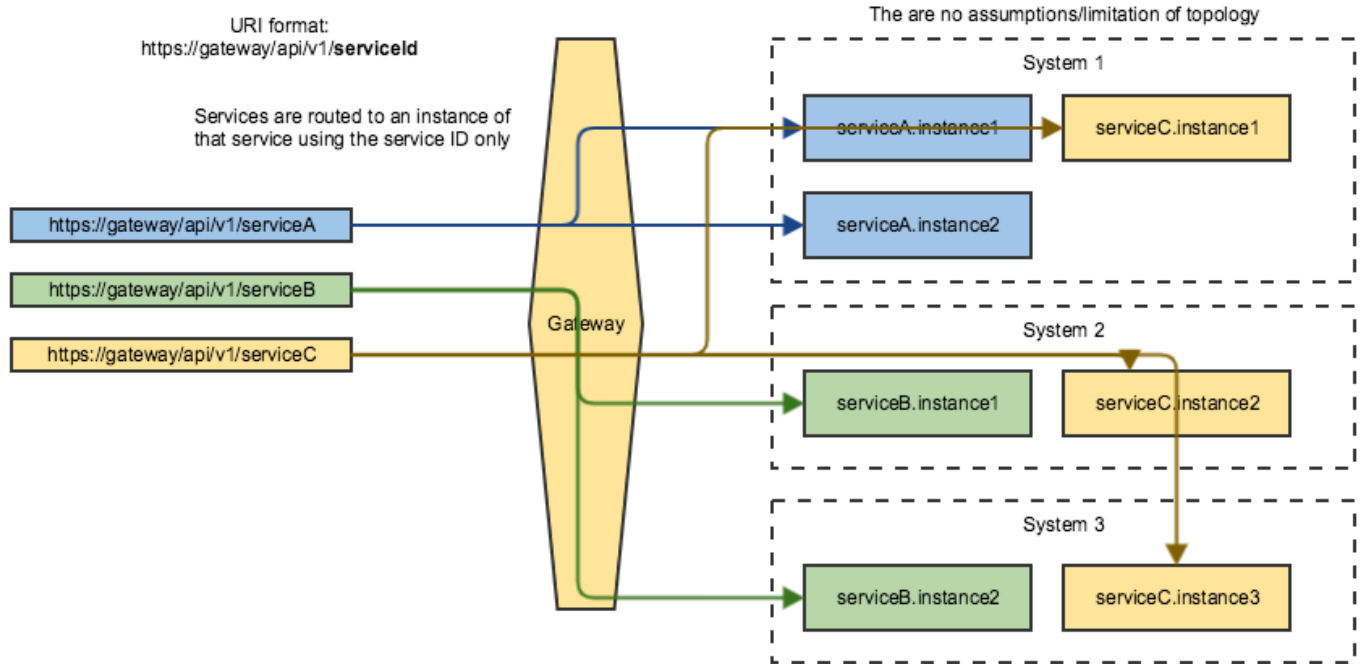 The are no assumptions/limitation of topology
URI format:
https://gateway/api/v1/serviceId
Services are routed to an instance of
that service using the service ID only
https://gateway/api/v1/serviceA
https://gateway/api/v1/serviceB
https://gateway/api/v1/serviceC
Gateway
System 1
serviceA.instance1
serviceC.instance1
serviceA.instance2
System 2
serviceB.instance1
serviceC.instance2
System 3
serviceB.instance2
serviceC.instance3